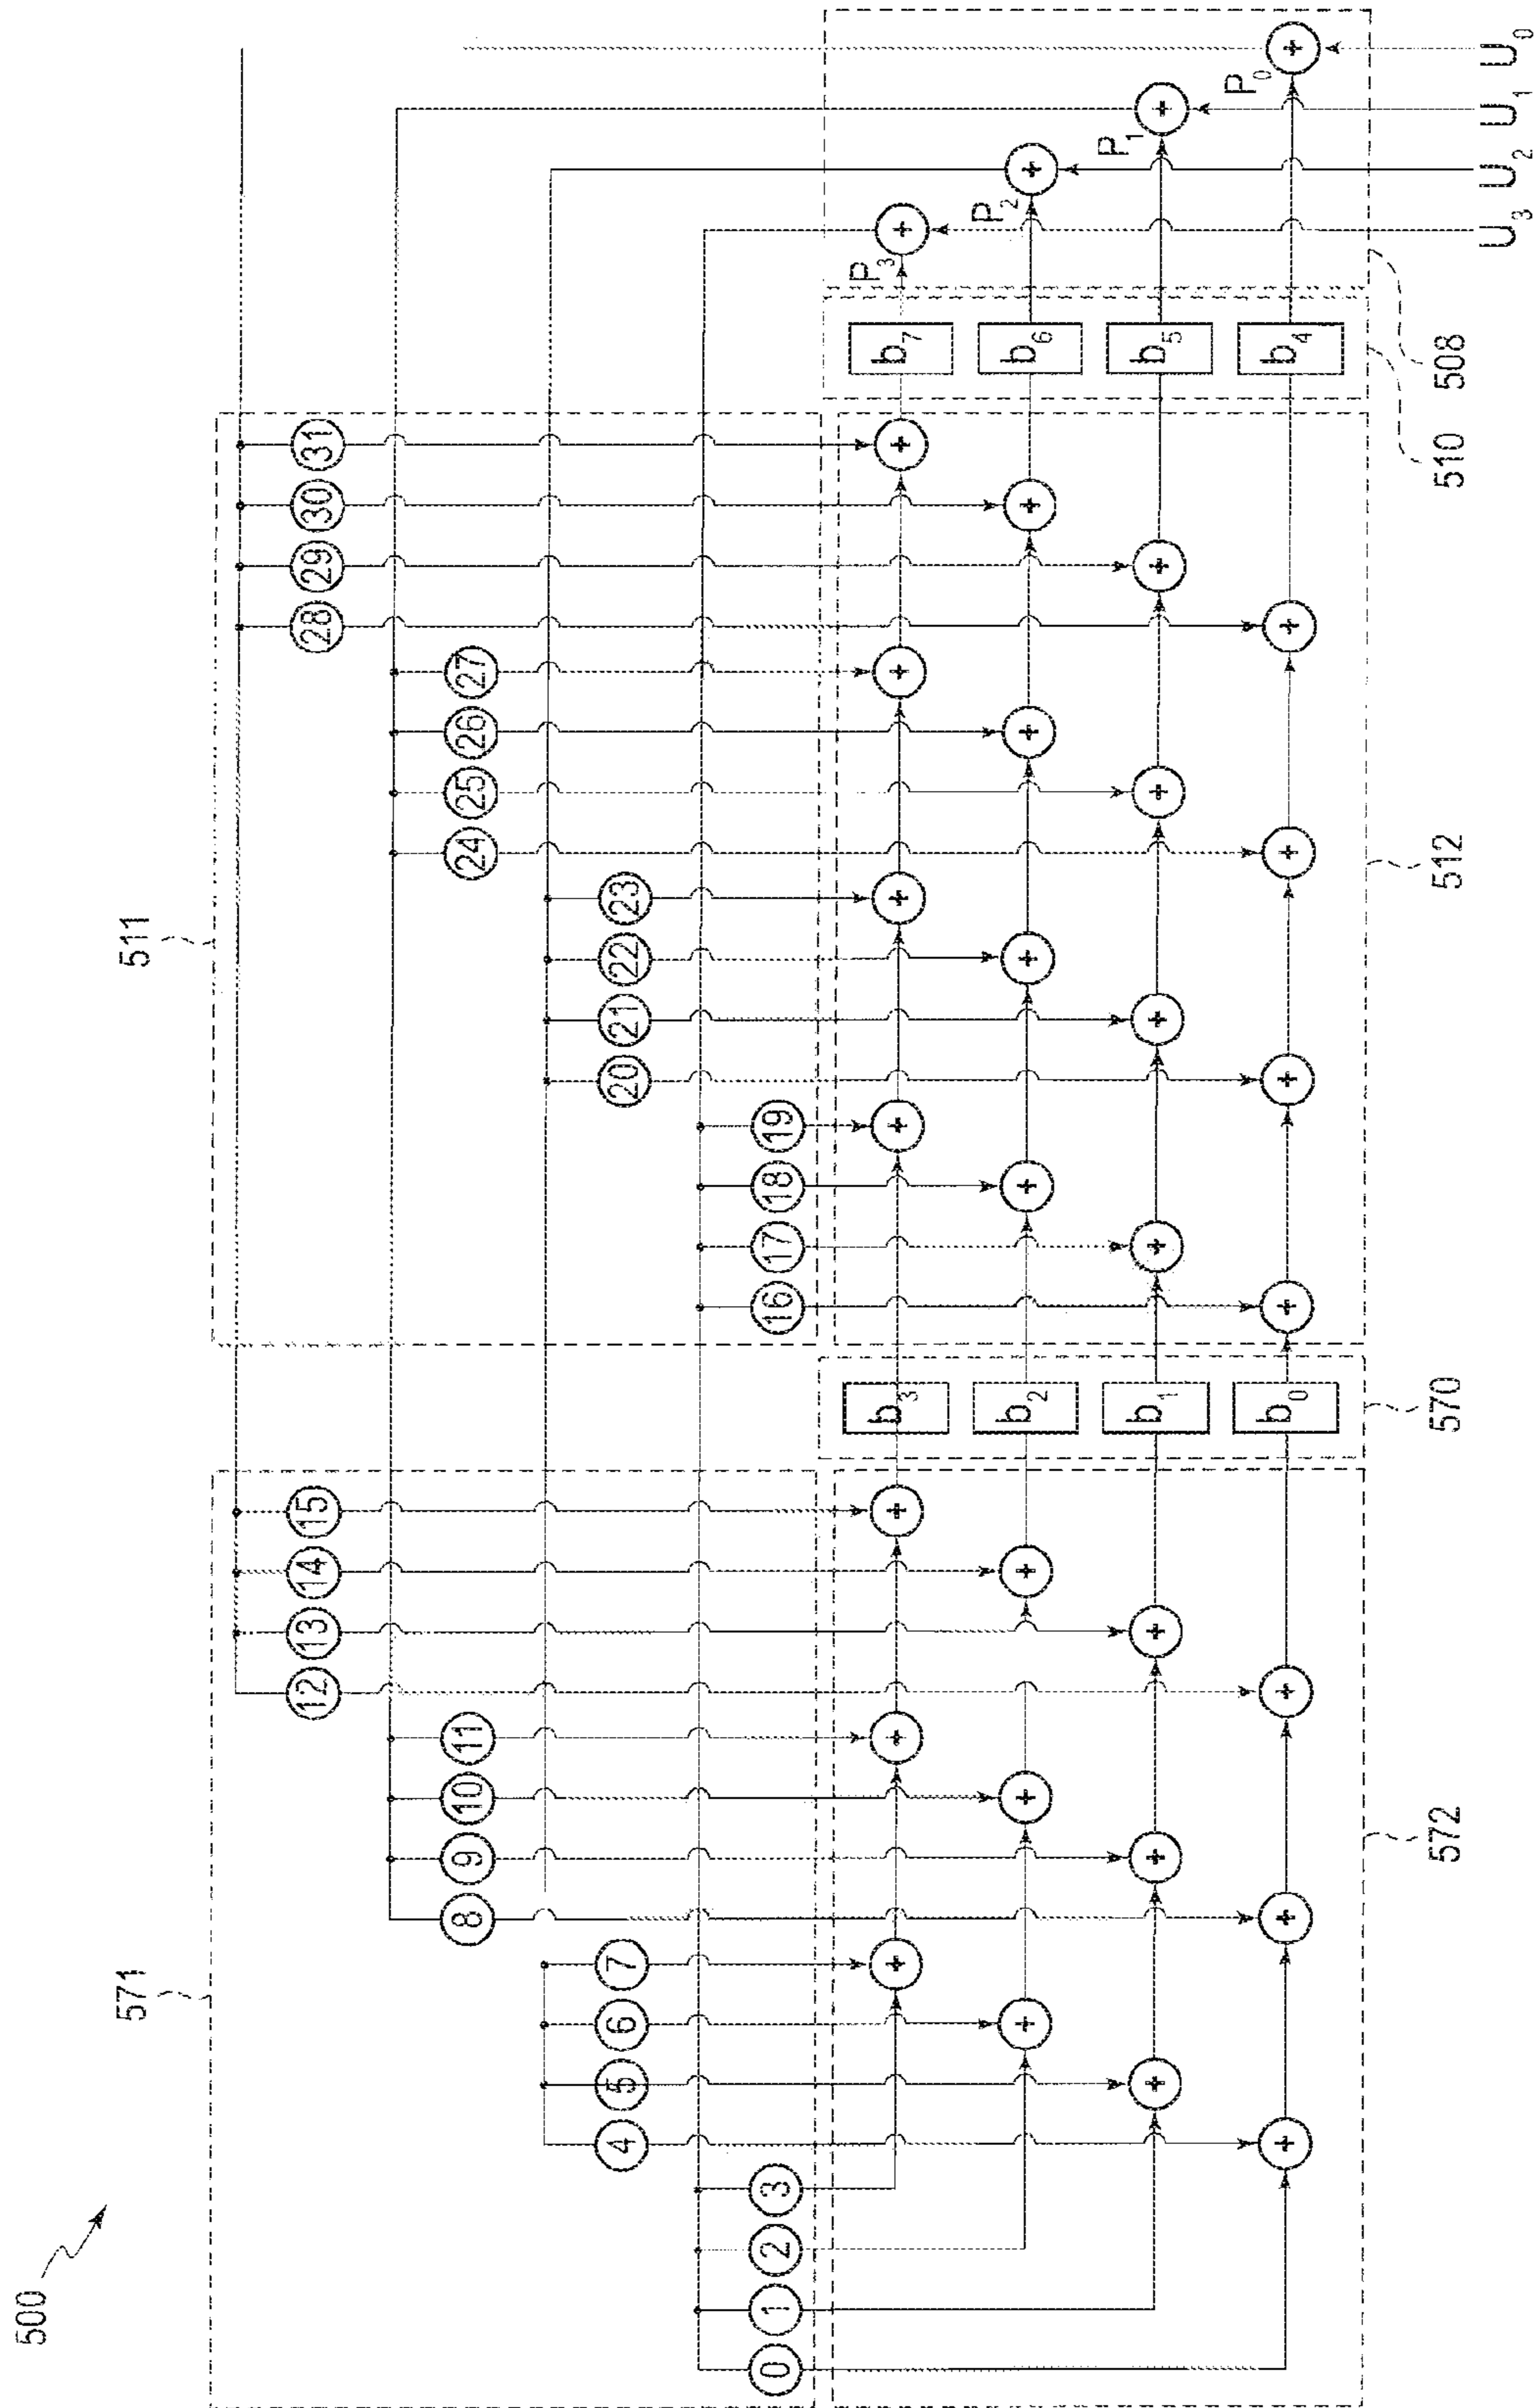 500
571
511
12 13 14 15
28 29 30 31
8 9 10 11
24 25 26 27
4 5 6 7
20 21 22 23
0 1 2 3
16 17 18 19
b3
b7
P3
b2
b6
P2
b1
b5
P1
b0
b4
P0
+ + + + + + + +
+ + + + + + + +
+ + + + + + + +
+ + + + + + + +
572
570
512
510
508
U3 U2 U1 U0